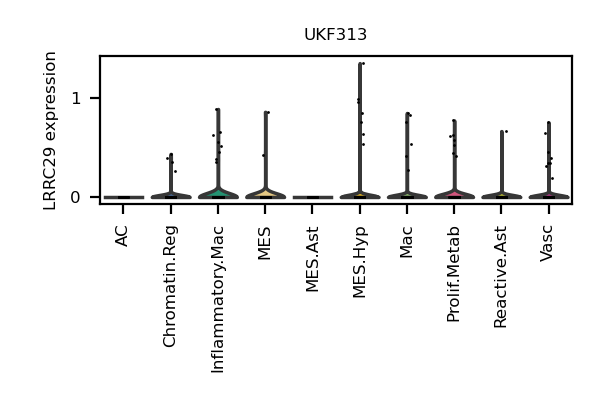 UKF313
LRRC29 expression
1
0
AC
Chromatin.Reg
Inflammatory.Mac
MES
MES.Ast
MES.Hyp
Mac
Prolif.Metab
Reactive.Ast
Vasc